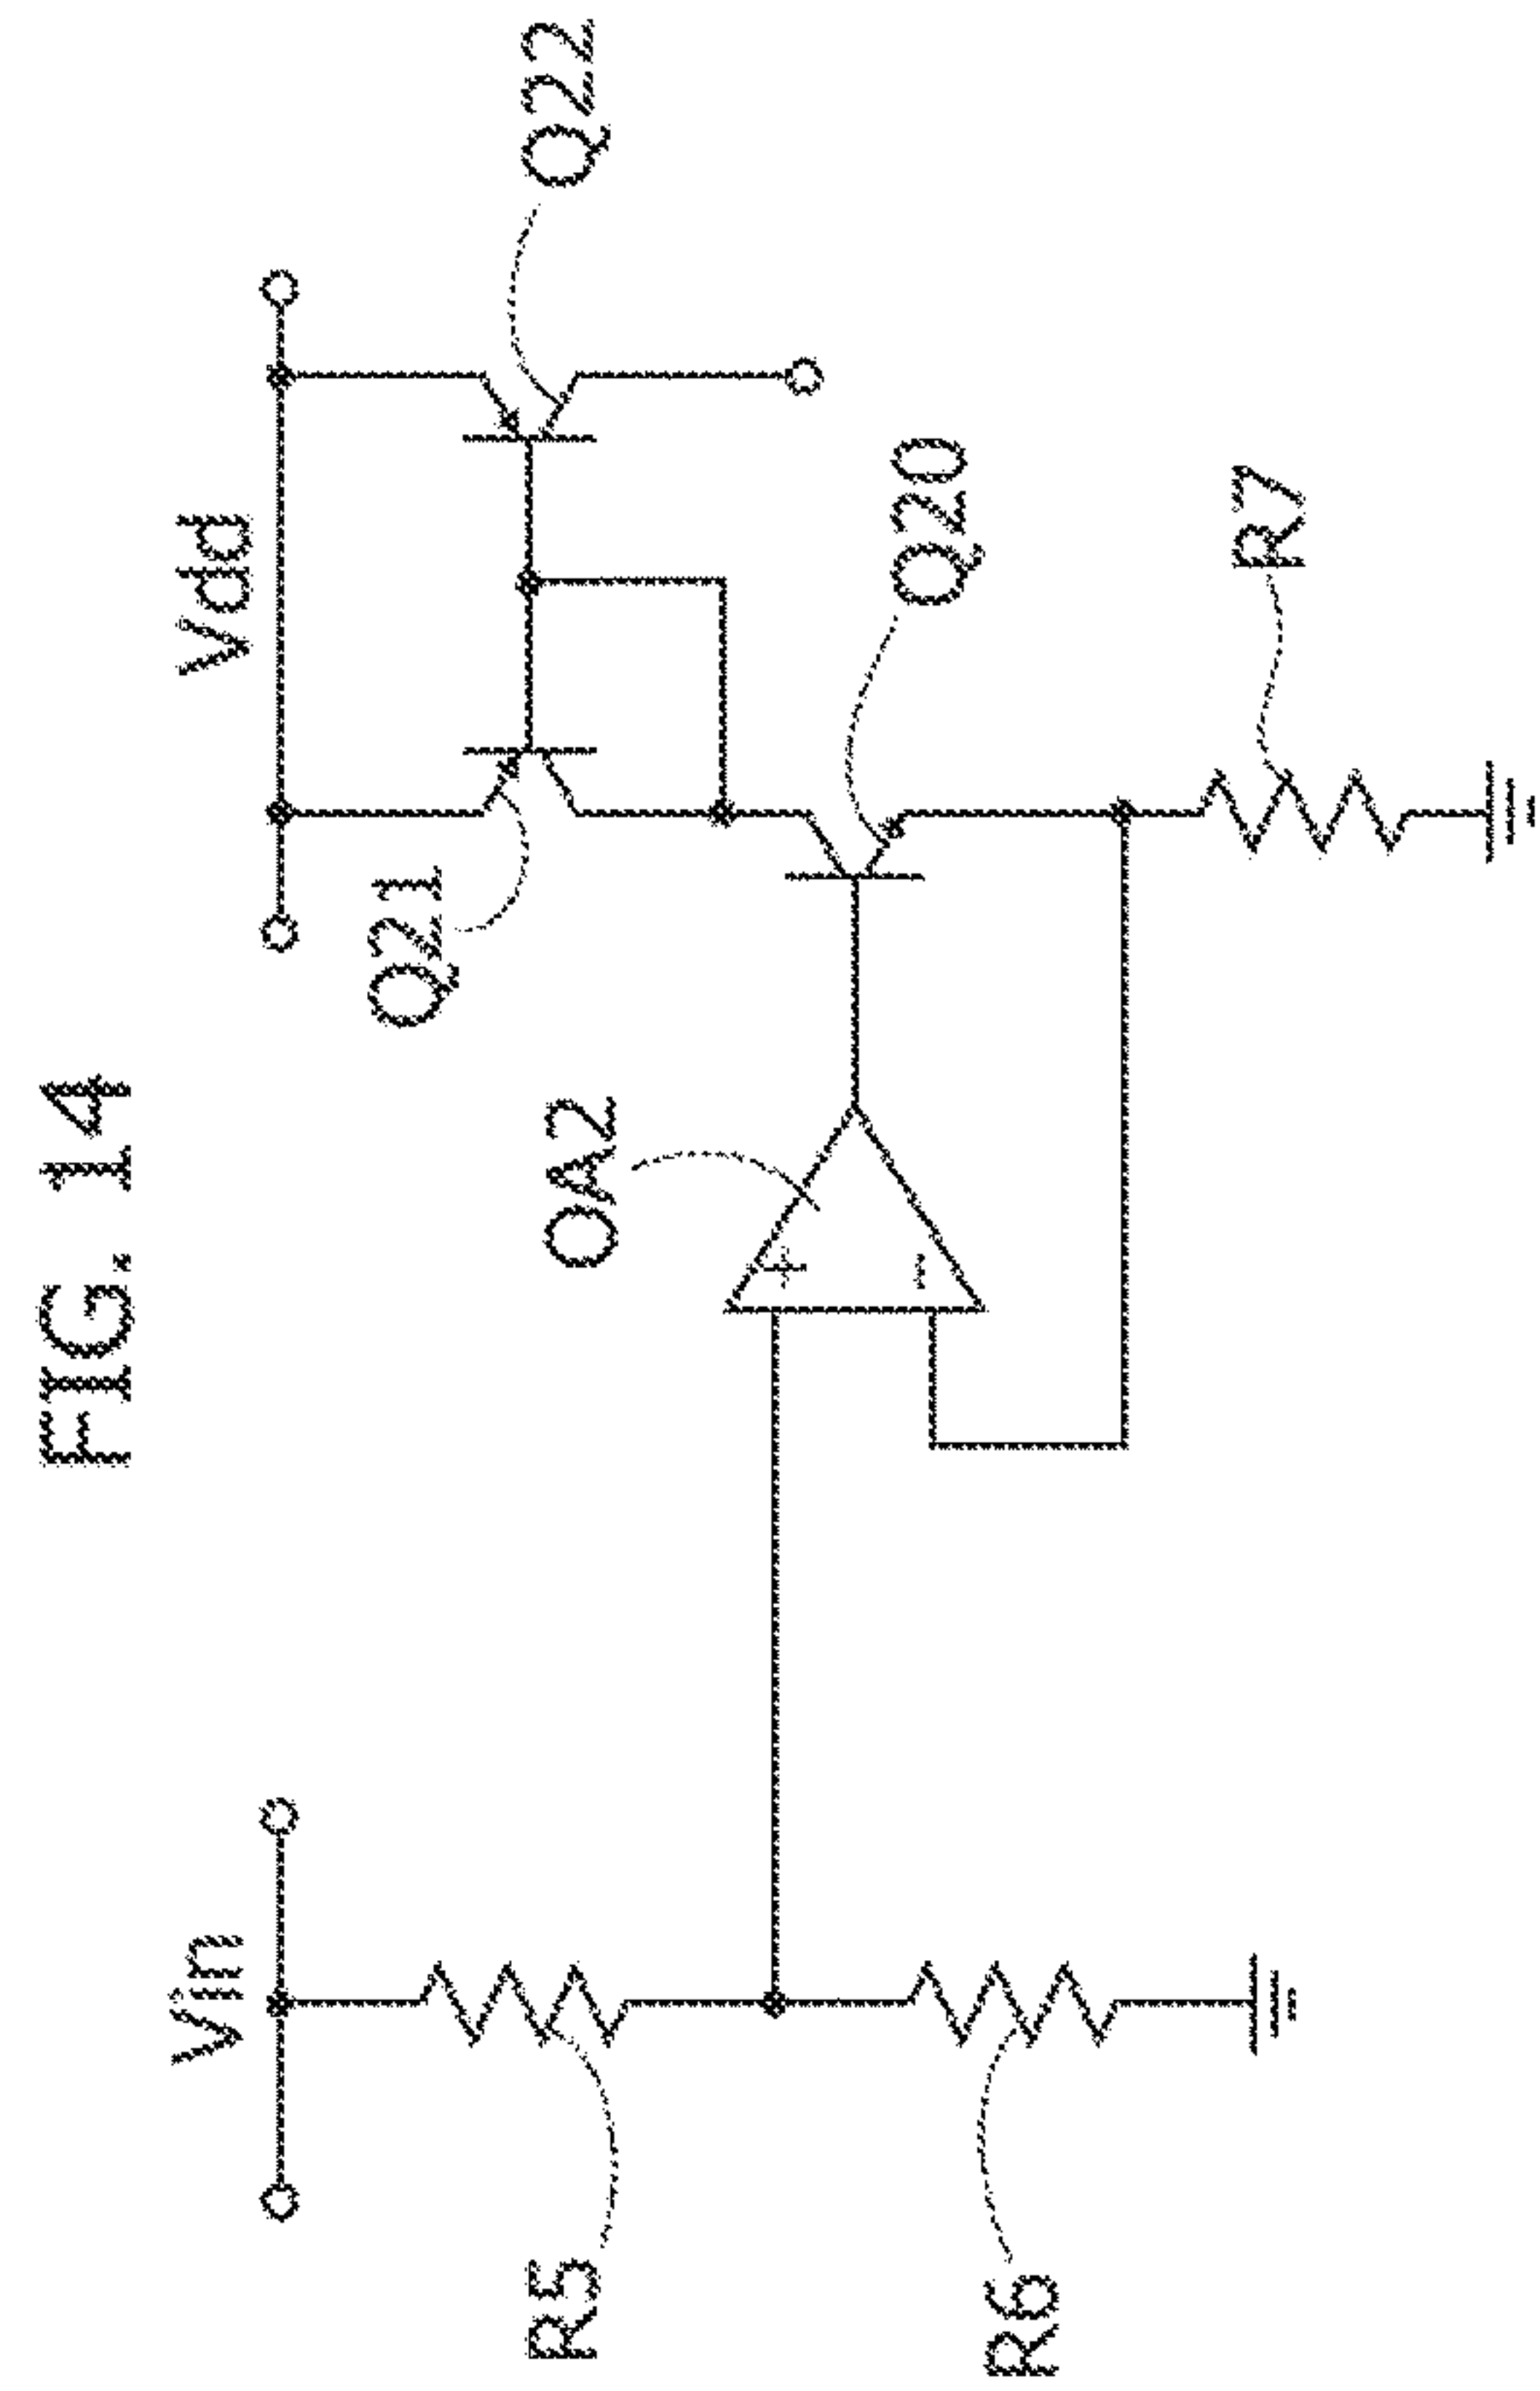 FIG. 14
Vin
Vdd
R5
OA2
Q21
Q22
+
-
R6
Q20
R7